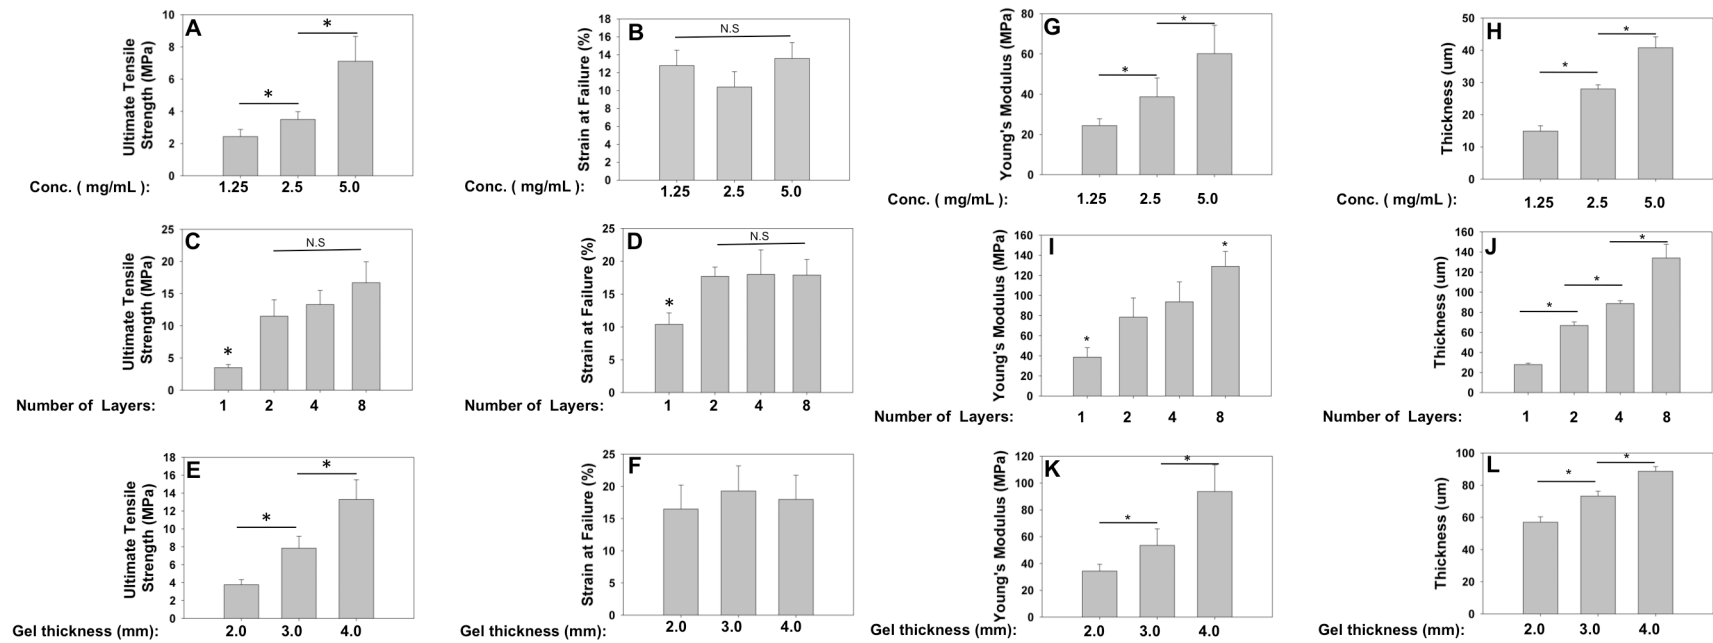 A
Ultimate Tensile
Strength (MPa)
10
8
6
4
2
0
*
*
Conc. ( mg/mL ):
1.25 2.5 5.0
B
Strain at Failure (%)
18
16
14
12
10
8
6
4
2
0
N.S
Conc. ( mg/mL ):
1.25 2.5 5.0
G
Young's Modulus (MPa)
80
60
40
20
0
*
*
Conc. ( mg/mL ):
1.25 2.5 5.0
H
Thickness (um)
50
40
30
20
10
0
*
*
Conc. ( mg/mL ):
1.25 2.5 5.0
C
Ultimate Tensile
Strength (MPa)
25
20
15
10
5
0
N.S
*
Number of Layers:
1 2 4 8
D
Strain at Failure (%)
25
20
15
10
5
0
N.S
*
Number of Layers:
1 2 4 8
I
Young's Modulus (MPa)
160
140
120
100
80
60
40
20
0
*
*
Number of Layers:
1 2 4 8
J
Thickness (um)
160
140
120
100
80
60
40
20
0
*
*
*
Number of Layers:
1 2 4 8
E
Ultimate Tensile
Strength (MPa)
18
16
14
12
10
8
6
4
2
0
*
*
Gel thickness (mm):
2.0 3.0 4.0
F
Strain at Failure (%)
25
20
15
10
5
0
Gel thickness (mm):
2.0 3.0 4.0
K
Young's Modulus (MPa)
120
100
80
60
40
20
0
*
*
Gel thickness (mm):
2.0 3.0 4.0
L
Thickness (um)
100
80
60
40
20
0
*
*
Gel thickness (mm):
2.0 3.0 4.0